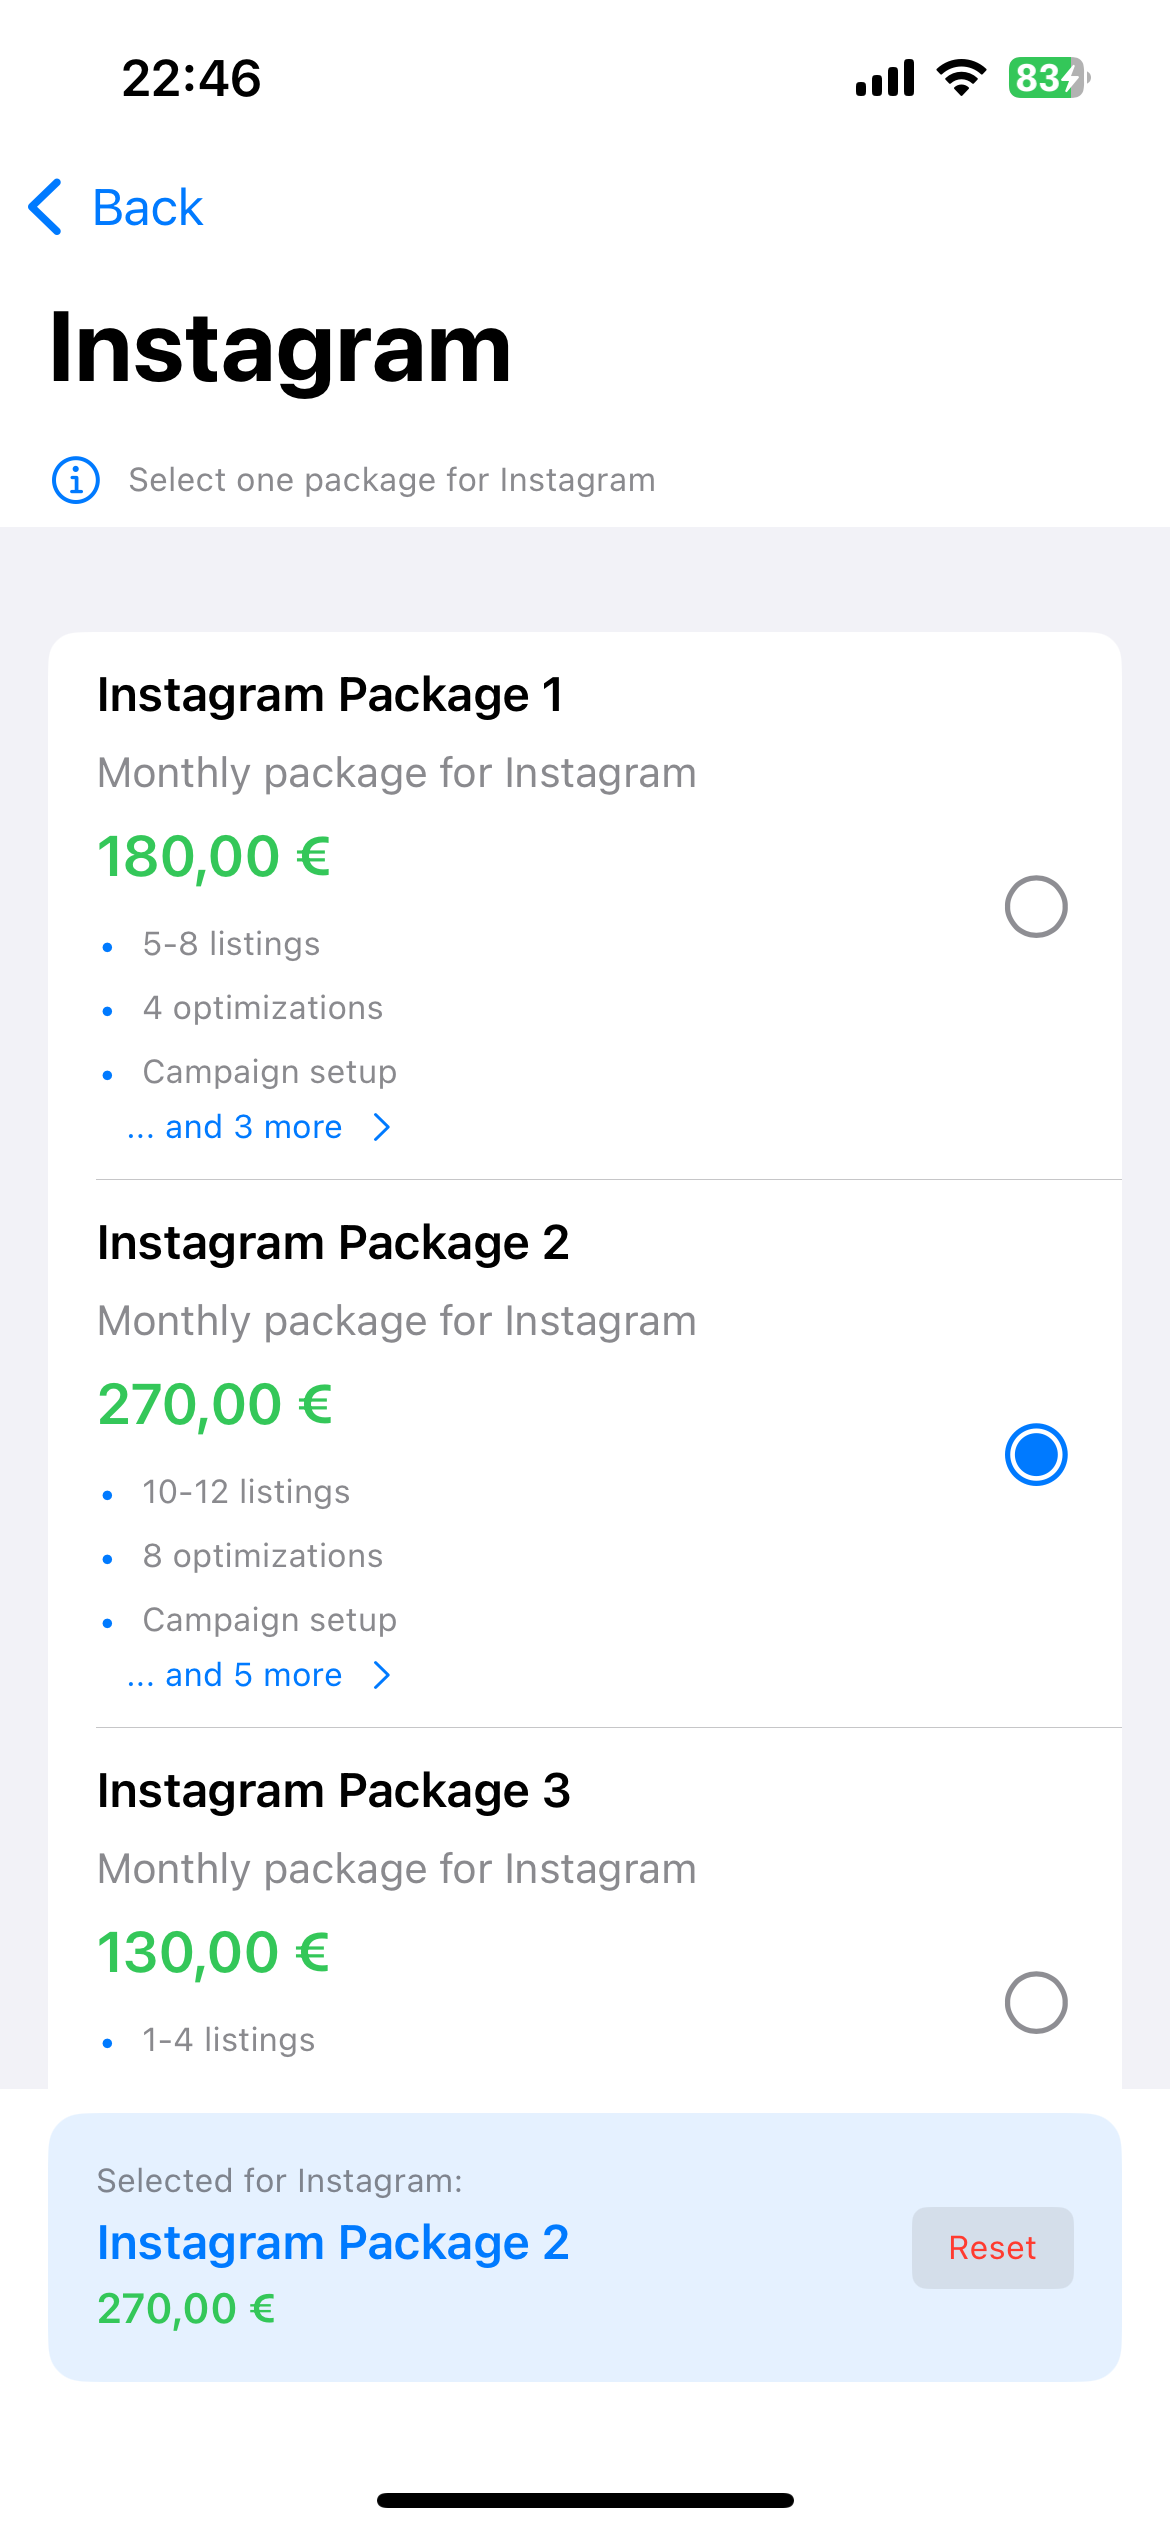 22:46
83
Back
Instagram
Select one package for Instagram
Instagram Package 1
Monthly package for Instagram
180,00 €
• 5-8 listings
• 4 optimizations
• Campaign setup
... and 3 more
Instagram Package 2
Monthly package for Instagram
270,00 €
• 10-12 listings
• 8 optimizations
• Campaign setup
... and 5 more
Instagram Package 3
Monthly package for Instagram
130,00 €
• 1-4 listings
Selected for Instagram:
Instagram Package 2
270,00 €
Reset